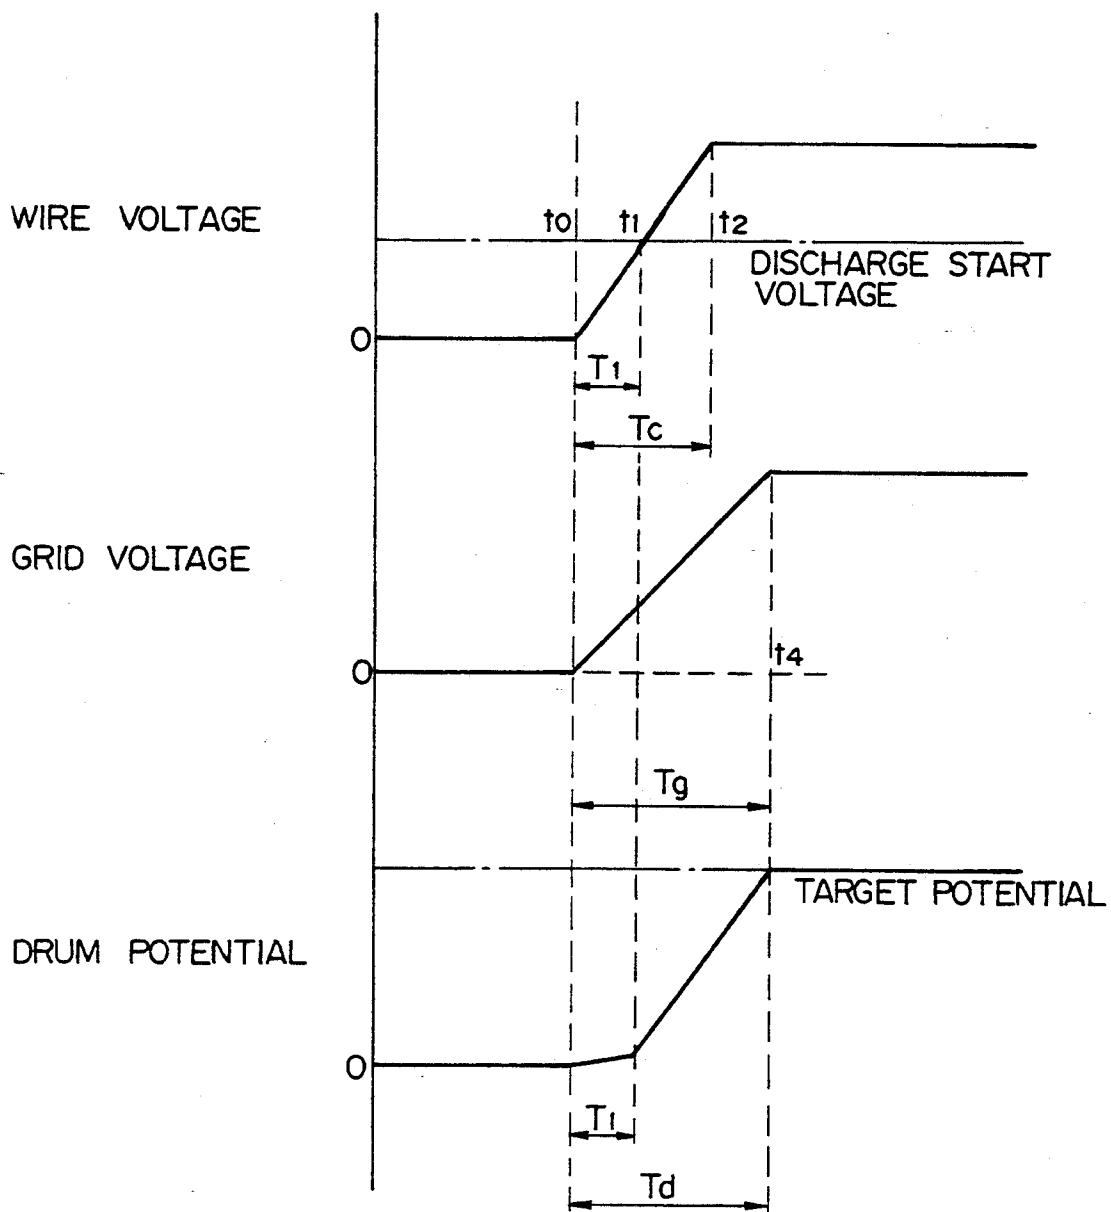 WIRE VOLTAGE
t0 t1 t2
DISCHARGE START
VOLTAGE
0
T1
Tc
GRID VOLTAGE
t4
0
Tg
TARGET POTENTIAL
DRUM POTENTIAL
0
T1
Td